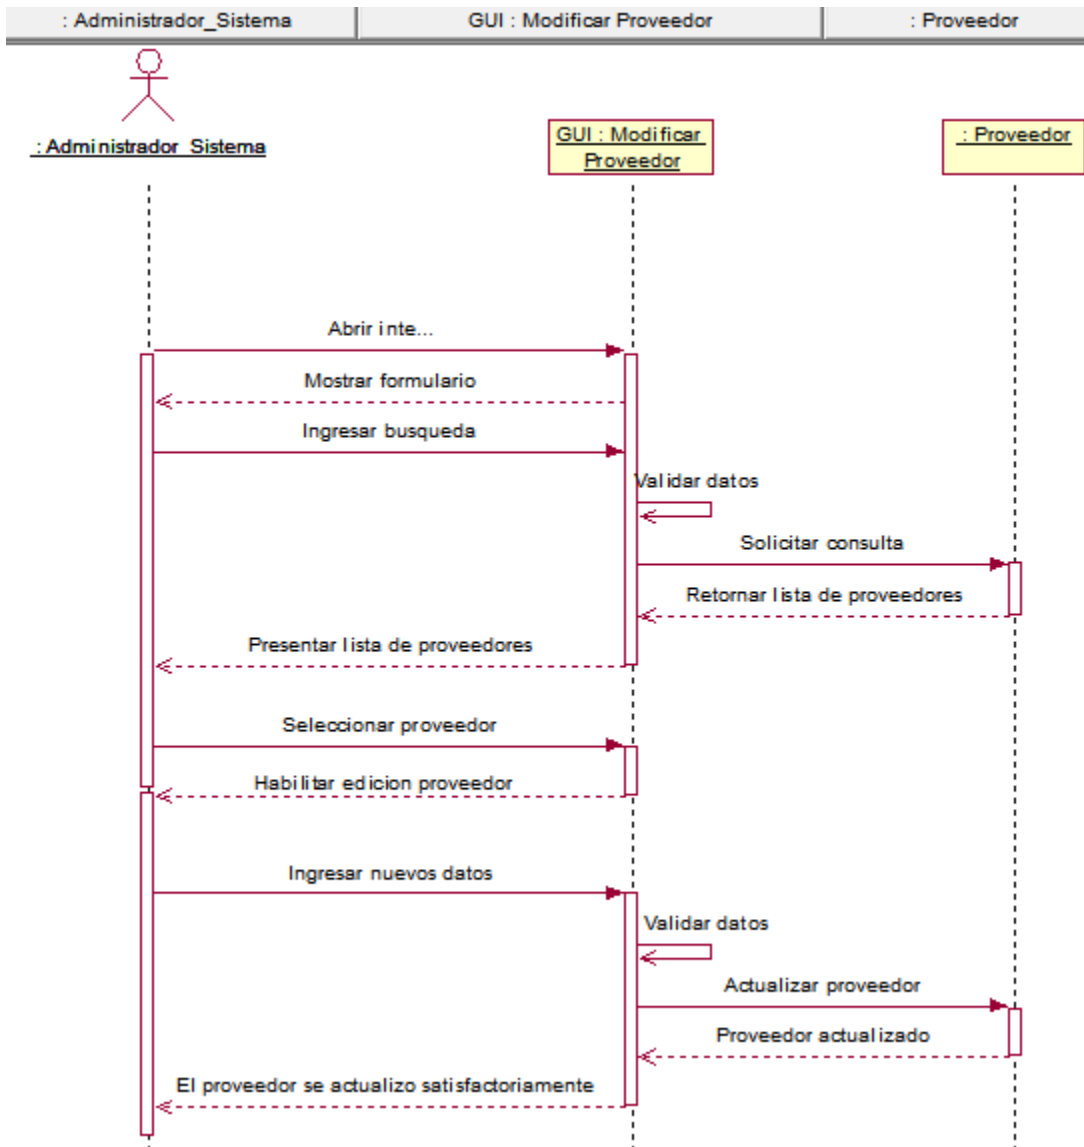 : Administrador_Sistema
GUI : Modificar Proveedor
: Proveedor
: Administrador_Sistema
GUI : Modificar
Proveedor
: Proveedor
Abrir inte...
Mostrar formulario
Ingresar busqueda
Validar datos
Solicitar consulta
Retornar lista de proveedores
Presentar lista de proveedores
Seleccionar proveedor
Habilitar edicion proveedor
Ingresar nuevos datos
Validar datos
Actualizar proveedor
Proveedor actualizado
El proveedor se actualizo satisfactoriamente